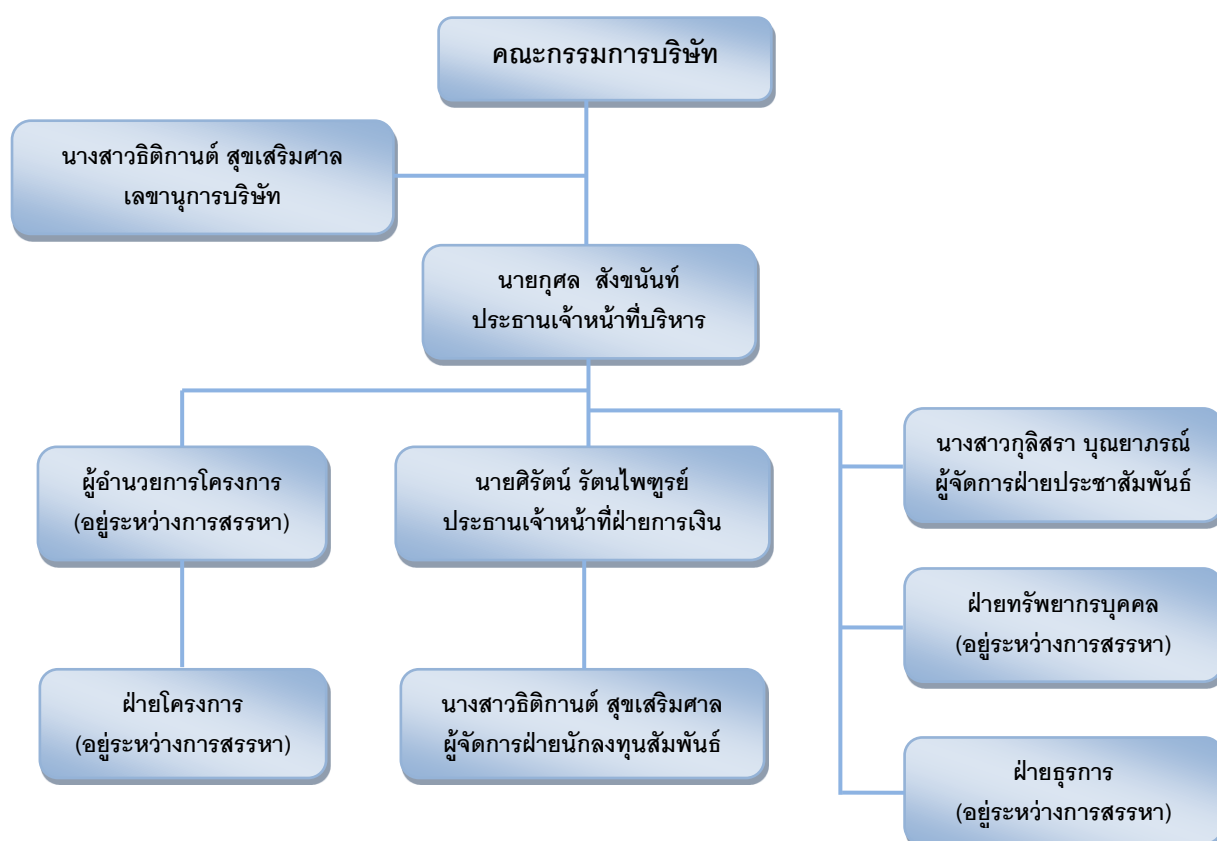 คณะกรรมการบริษัท
นางสาวธิติกานต์ สุขเสริมศาล
เลขานุการบริษัท
นายกุศล สังขนันท์
ประธานเจ้าหน้าที่บริหาร
ผู้อำนวยการโครงการ
(อยู่ระหว่างการสรรหา)
นายศิรัตน์ รัตนไพฑูรย์
ประธานเจ้าหน้าที่ฝ่ายการเงิน
นางสาวกุลิสรา บุณยาภรณ์
ผู้จัดการฝ่ายประชาสัมพันธ์
ฝ่ายทรัพยากรบุคคล
(อยู่ระหว่างการสรรหา)
ฝ่ายโครงการ
(อยู่ระหว่างการสรรหา)
นางสาวธิติกานต์ สุขเสริมศาล
ผู้จัดการฝ่ายนักลงทุนสัมพันธ์
ฝ่ายธุรการ
(อยู่ระหว่างการสรรหา)